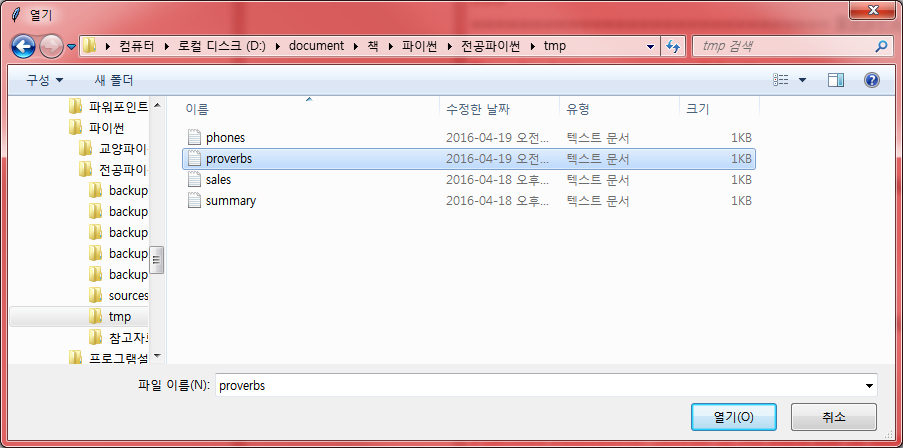 열기
컴퓨터 ▸ 로컬 디스크 (D:) ▸ document ▸ 책 ▸ 파이썬 ▸ 전공파이썬 ▸ tmp
tmp 검색
구성 새 폴더
이름 수정한 날짜 유형 크기
phones 2016-04-19 오전... 텍스트 문서 1KB
proverbs 2016-04-19 오전... 텍스트 문서 1KB
sales 2016-04-18 오후... 텍스트 문서 1KB
summary 2016-04-18 오후... 텍스트 문서 1KB
파워포인트
파이썬
교양파이
전공파이
backup
backup
backup
backup
backup
sources
tmp
참고자료
프로그램설
파일 이름(N): proverbs
열기(O) 취소